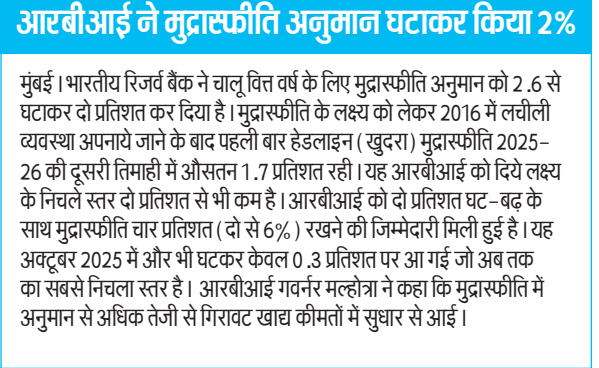 आरबीआई ने मुद्रास्फीति अनुमान घटाकर किया 2%
मुंबई । भारतीय रिजर्व बैंक ने चालू वित्त वर्ष के लिए मुद्रास्फीति अनुमान को 2.6 से
घटाकर दो प्रतिशत कर दिया है। मुद्रास्फीति के लक्ष्य को लेकर 2016 में लचीली
व्यवस्था अपनाये जाने के बाद पहली बार हेडलाइन ( खुदरा ) मुद्रास्फीति 2025-
26 की दूसरी तिमाही में औसतन 1.7 प्रतिशत रही । यह आरबीआई को दिये लक्ष्य
के निचले स्तर दो प्रतिशत से भी कम है। आरबीआई को दो प्रतिशत घट-बढ़ के
साथ मुद्रास्फीति चार प्रतिशत ( दो से 6% ) रखने की जिम्मेदारी मिली हुई है। यह
अक्टूबर 2025 में और भी घटकर केवल 0.3 प्रतिशत पर आ गई जो अब तक
का सबसे निचला स्तर है। आरबीआई गवर्नर मल्होत्रा ने कहा कि मुद्रास्फीति में
अनुमान से अधिक तेजी से गिरावट खाद्य कीमतों में सुधार से आई।